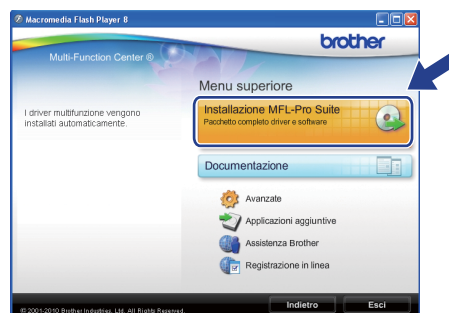 Macromedia Flash Player 8
brother
Multi-Function Center ®
Menu superiore
I driver multifunzione vengono
installati automaticamente.
Installazione MFL-Pro Suite
Pacchetto completo driver e software
Documentazione
Avanzate
Applicazioni aggiuntive
Assistenza Brother
Registrazione in linea
© 2001-2010 Brother Industries, Ltd. All Rights Reserved.
Indietro
Esci